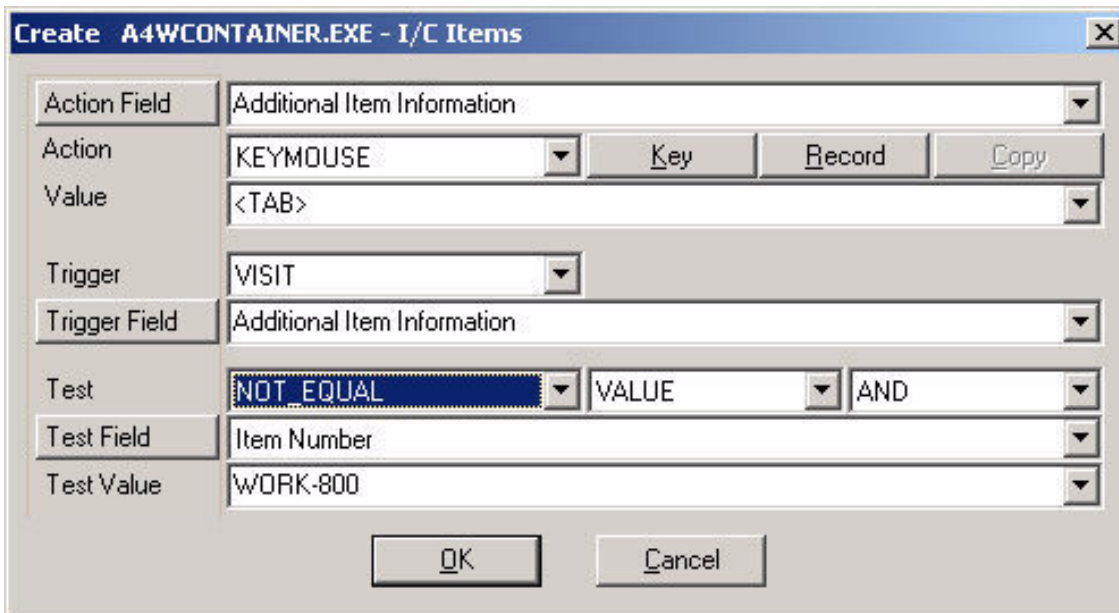 Create A4WCONTAINER.EXE - I/C Items
Action Field Additional Item Information
Action KEYMOUSE Key Record Copy
Value <TAB>
Trigger VISIT
Trigger Field Additional Item Information
Test NOT_EQUAL VALUE AND
Test Field Item Number
Test Value WORK-800
OK Cancel